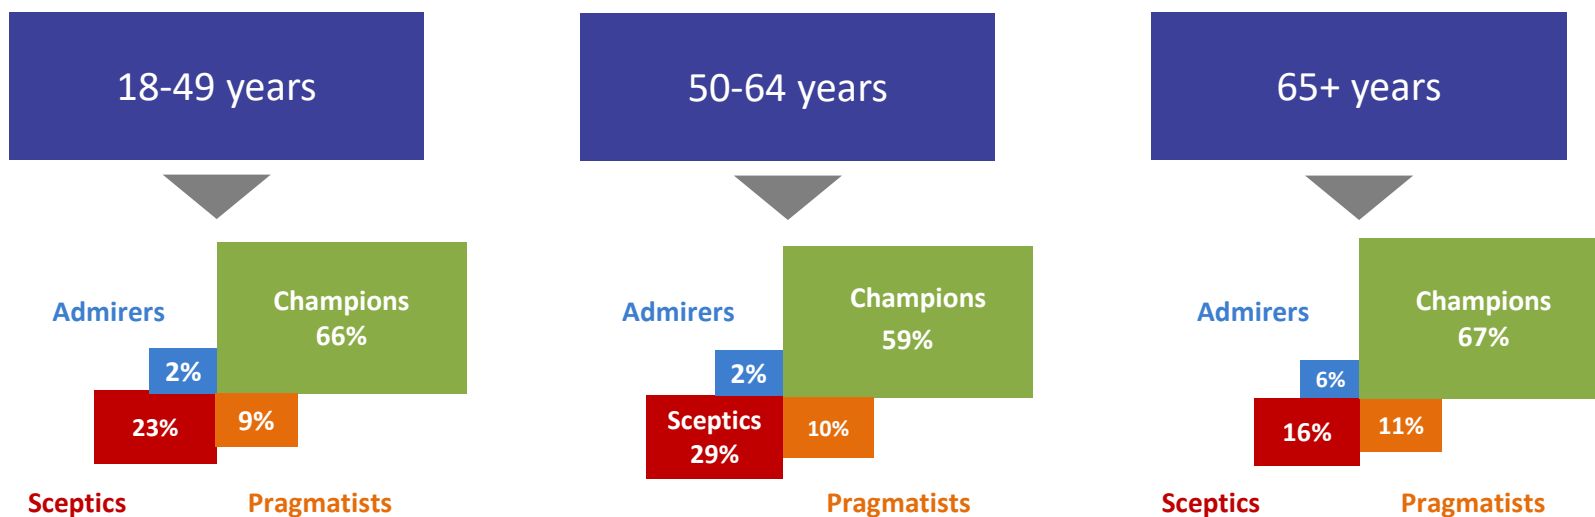 18-49 years
Admirers
Champions
66%
2%
23%
9%
Sceptics
Pragmatists
50-64 years
Admirers
Champions
59%
2%
Sceptics
29%
10%
Pragmatists
65+ years
Admirers
Champions
67%
6%
16%
11%
Sceptics
Pragmatists